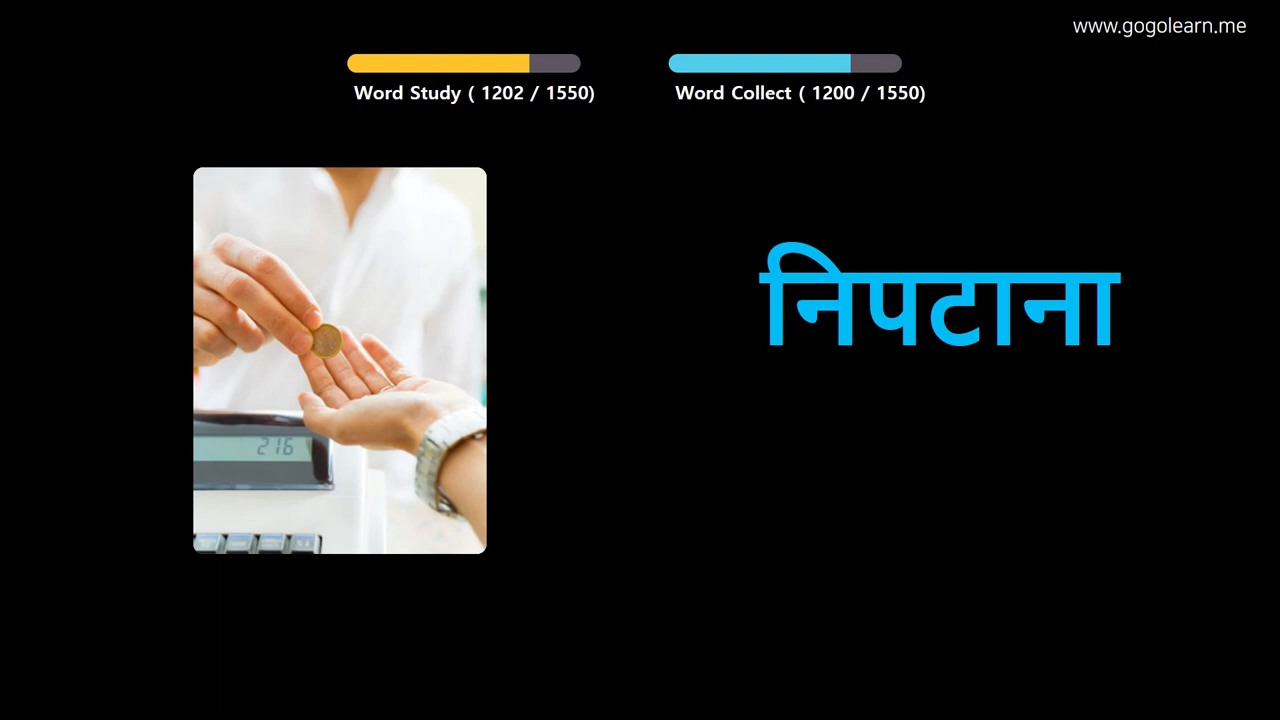 www.gogolearn.me
Word Study ( 1202 / 1550)
Word Collect ( 1200 / 1550)
निपटाना
216